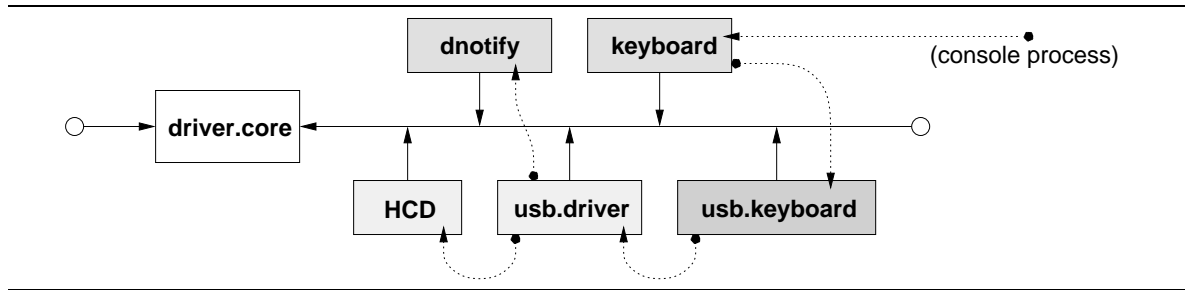 dnotify
keyboard
(console process)
driver.core
HCD
usb.driver
usb.keyboard